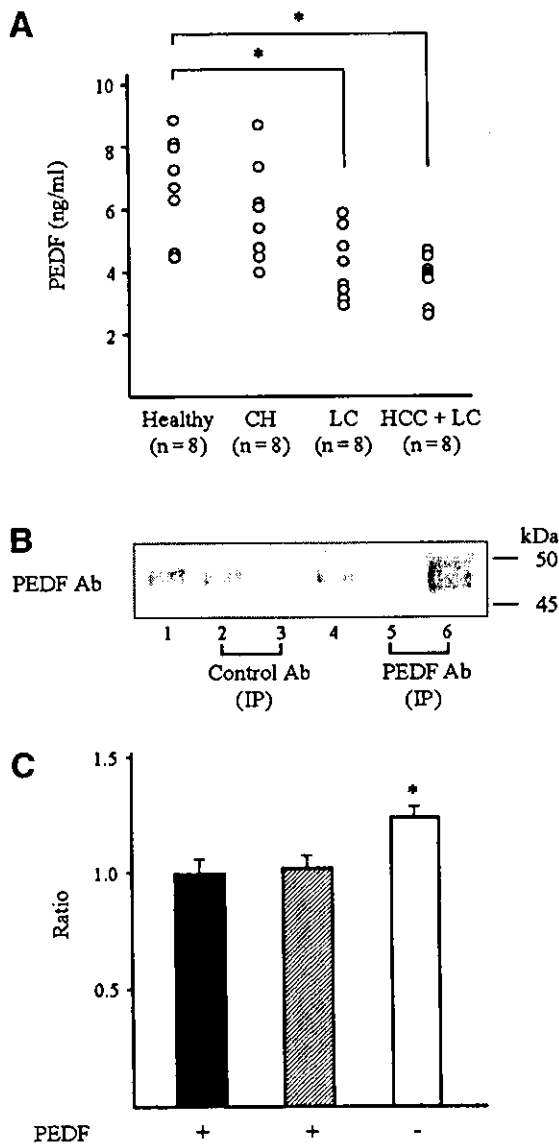 A
*
*
10
8
6
4
2
PEDF (ng/ml)
Healthy CH LC HCC + LC
(n = 8) (n = 8) (n = 8) (n = 8)
B
kDa
PEDF Ab
50
45
1 2 3 4 5 6
Control Ab PEDF Ab
(IP) (IP)
C
1.5
*
1.0
Ratio
0.5
PEDF + + -